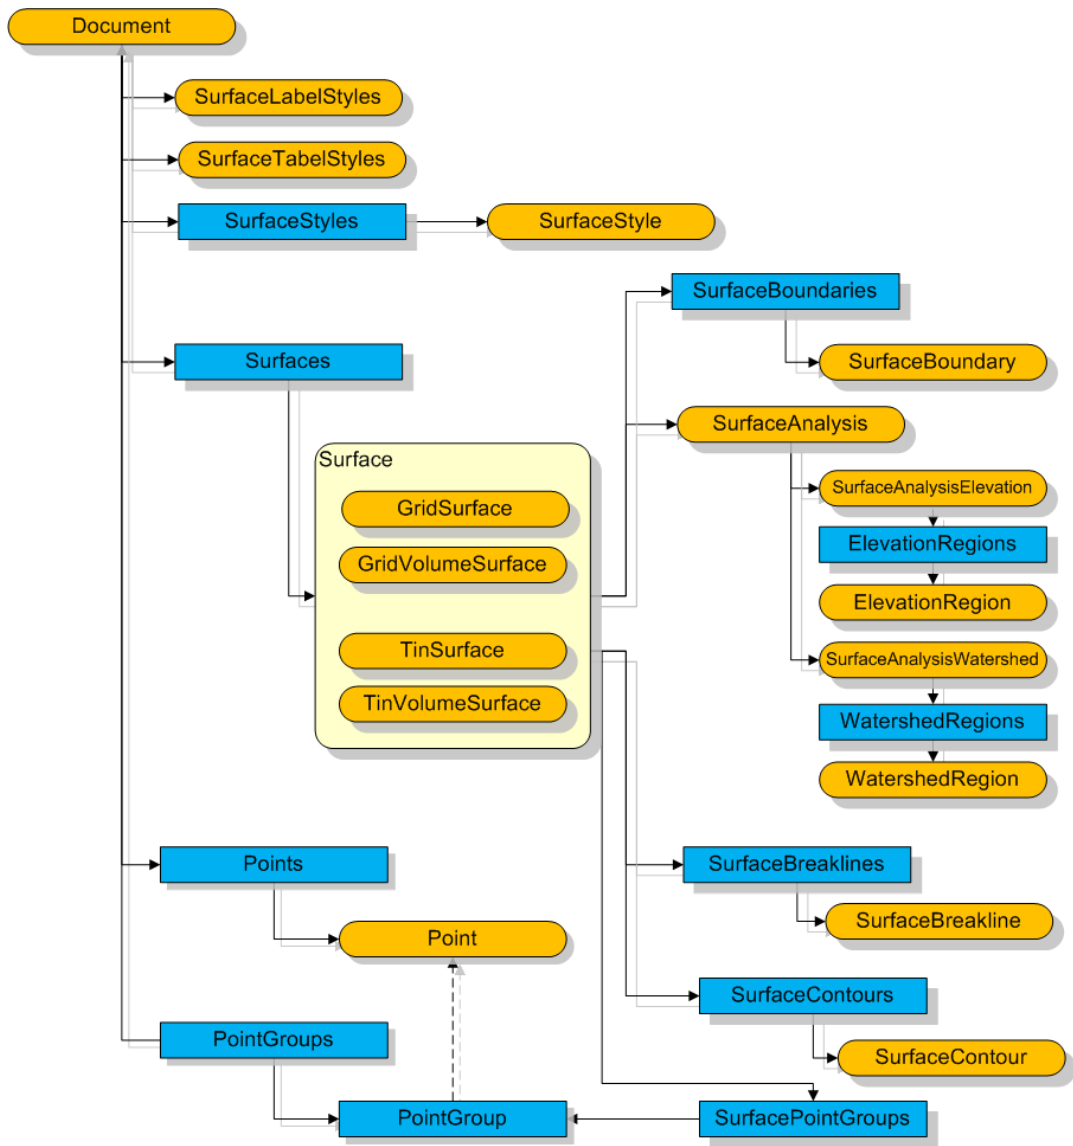 Document
SurfaceLabelStyles
SurfaceTabelStyles
SurfaceStyles
SurfaceStyle
SurfaceBoundaries
Surfaces
SurfaceBoundary
SurfaceAnalysis
Surface
SurfaceAnalysisElevation
GridSurface
ElevationRegions
GridVolumeSurface
ElevationRegion
TinSurface
SurfaceAnalysisWatershed
TinVolumeSurface
WatershedRegions
WatershedRegion
Points
SurfaceBreaklines
SurfaceBreakline
Point
SurfaceContours
PointGroups
SurfaceContour
PointGroup
SurfacePointGroups